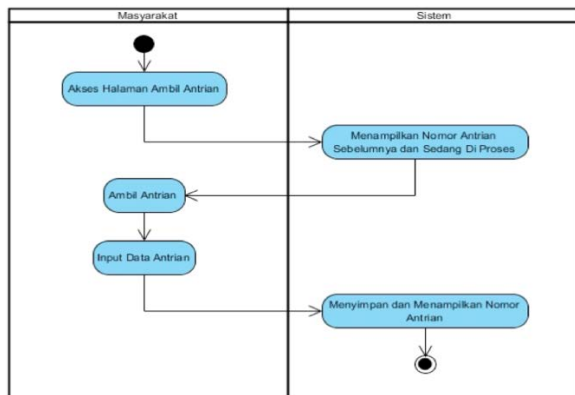 Masyarakat
Sistem
Akses Halaman Ambil Antrian
Menampilkan Nomor Antrian
Sebelumnya dan Sedang Di Proses
Ambil Antrian
Input Data Antrian
Menyimpan dan Menampilkan Nomor
Antrian